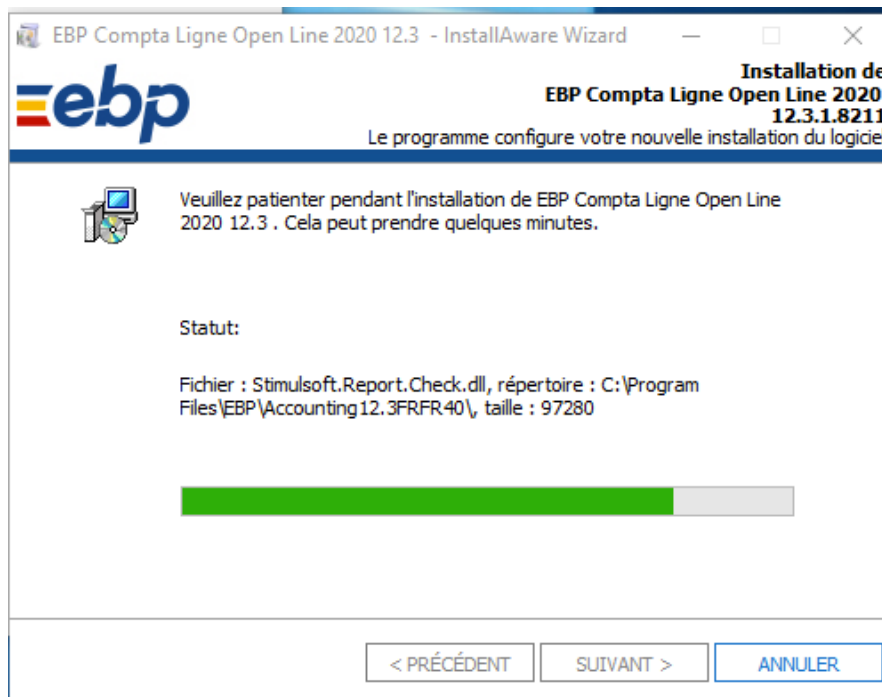 EBP Compta Ligne Open Line 2020 12.3 - InstallAware Wizard
ebp
Installation de
EBP Compta Ligne Open Line 2020
12.3.1.8211
Le programme configure votre nouvelle installation du logicie
Veuillez patienter pendant l'installation de EBP Compta Ligne Open Line
2020 12.3 . Cela peut prendre quelques minutes.
Statut:
Fichier : Stimulsoft.Report.Check.dll, répertoire : C:\Program
Files\EBP\Accounting12.3FRFR40\, taille : 97280
< PRÉCÉDENT
SUIVANT >
ANNULER